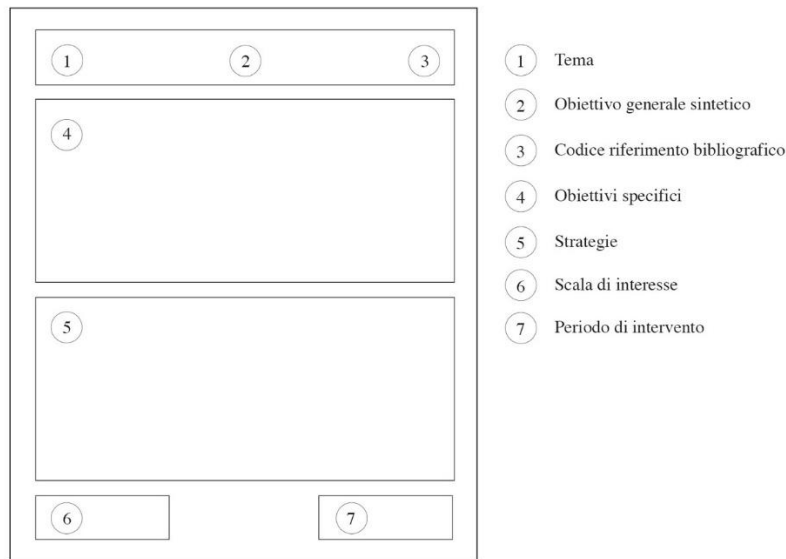 1 2 3
4
5
6 7
1 Tema
2 Obiettivo generale sintetico
3 Codice riferimento bibliografico
4 Obiettivi specifici
5 Strategie
6 Scala di interesse
7 Periodo di intervento